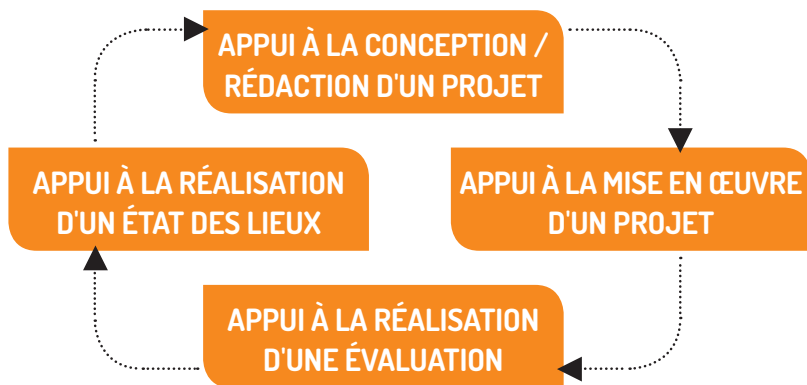 APPUI À LA CONCEPTION /
RÉDACTION D'UN PROJET
APPUI À LA RÉALISATION
D'UN ÉTAT DES LIEUX
APPUI À LA MISE EN ŒUVRE
D'UN PROJET
APPUI À LA RÉALISATION
D'UNE ÉVALUATION